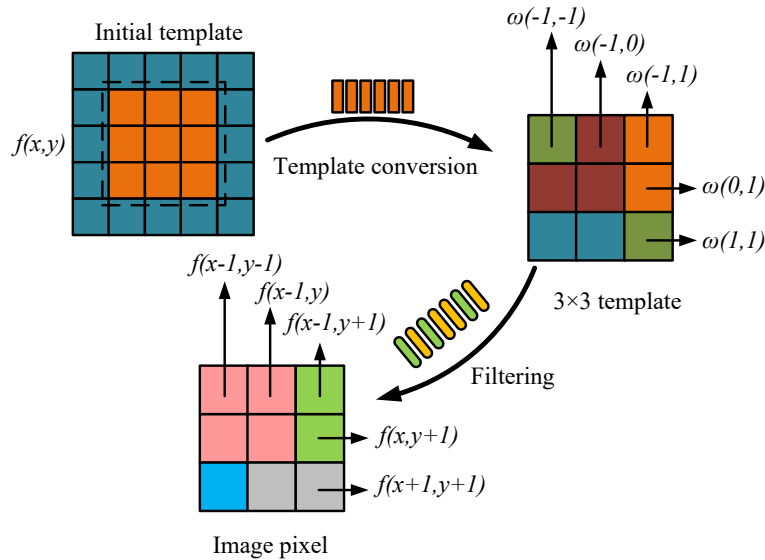 Initial template
f(x,y)
Template conversion
ω(-1,-1)
ω(-1,0)
ω(-1,1)
ω(0,1)
ω(1,1)
3×3 template
Filtering
f(x-1,y-1)
f(x-1,y)
f(x-1,y+1)
f(x,y+1)
f(x+1,y+1)
Image pixel